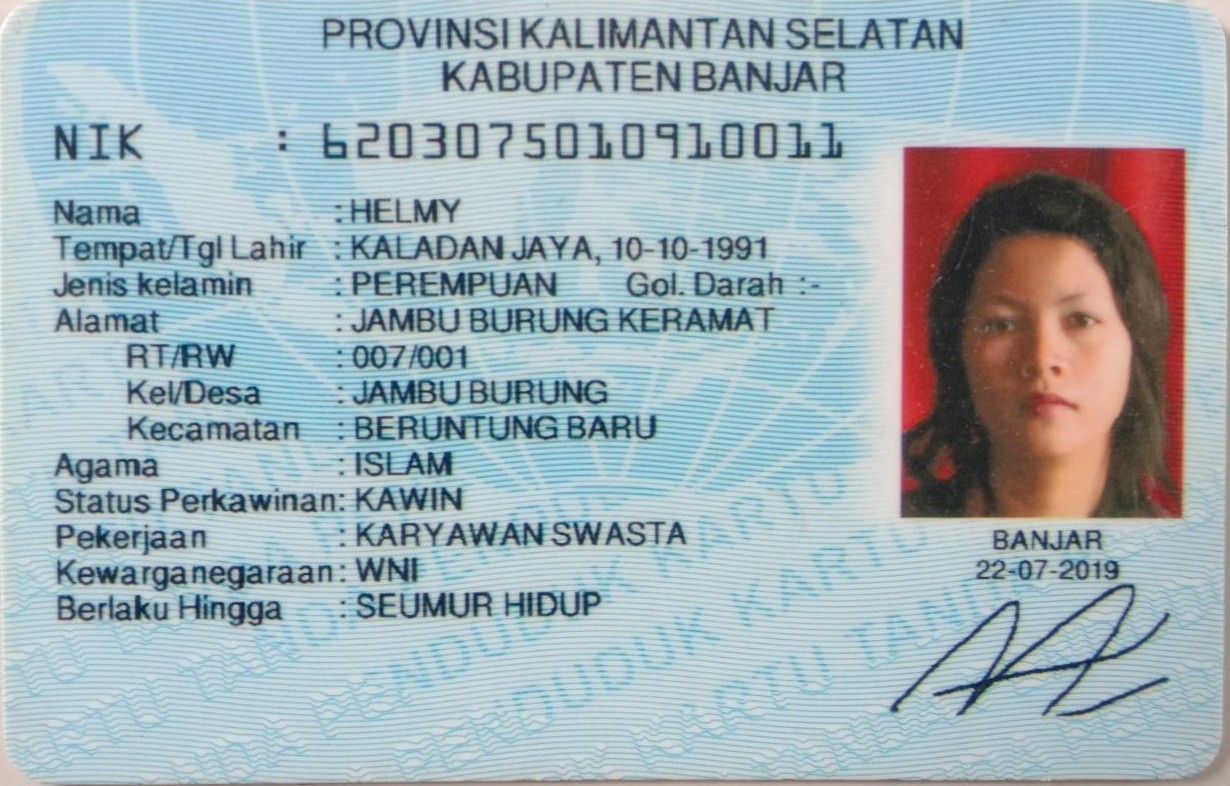 PROVINSI KALIMANTAN SELATAN
KABUPATEN BANJAR
NIK : 6203075010910011
Nama : HELMY
Tempat/Tgl Lahir : KALADAN JAYA, 10-10-1991
Jenis kelamin : PEREMPUAN Gol. Darah :-
Alamat : JAMBU BURUNG KERAMAT
RT/RW : 007/001
Kel/Desa : JAMBU BURUNG
Kecamatan : BERUNTUNG BARU
Agama : ISLAM
Status Perkawinan: KAWIN
Pekerjaan : KARYAWAN SWASTA
Kewarganegaraan: WNI
Berlaku Hingga : SEUMUR HIDUP
BANJAR
22-07-2019